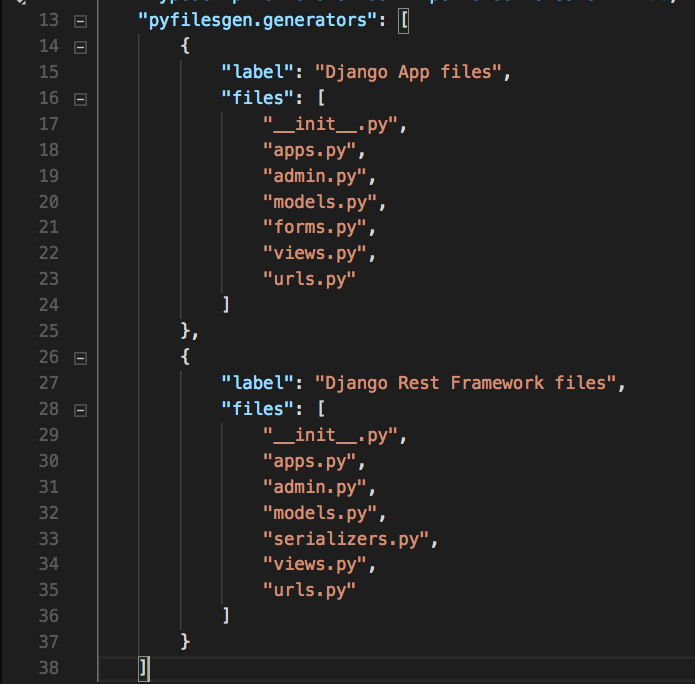 13 "pyfilesgen.generators": [
14 {
15 "label": "Django App files",
16 "files": [
17 "__init__.py",
18 "apps.py",
19 "admin.py",
20 "models.py",
21 "forms.py",
22 "views.py",
23 "urls.py"
24 ]
25 },
26 {
27 "label": "Django Rest Framework files",
28 "files": [
29 "__init__.py",
30 "apps.py",
31 "admin.py",
32 "models.py",
33 "serializers.py",
34 "views.py",
35 "urls.py"
36 ]
37 }
38 ]